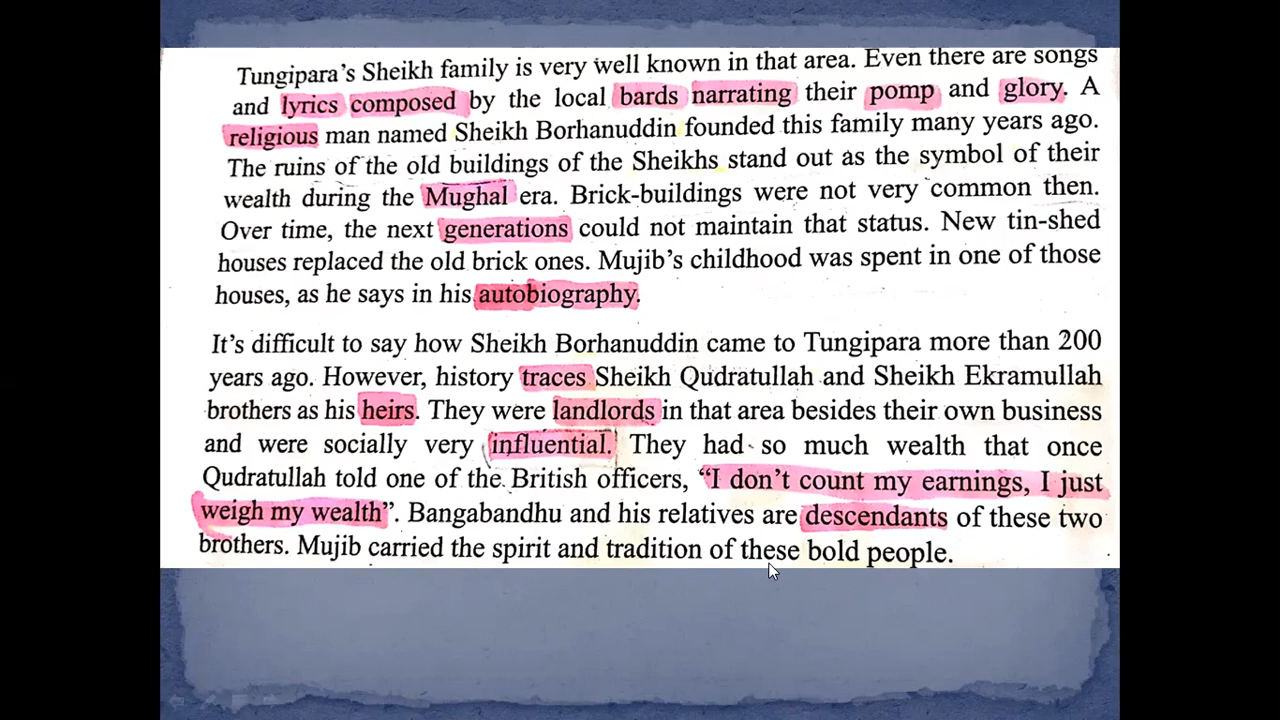 Tungipara's Sheikh family is very well known in that area. Even there are songs
and lyrics composed by the local bards narrating their pomp and glory. A
religious man named Sheikh Borhanuddin founded this family many years ago.
The ruins of the old buildings of the Sheikhs stand out as the symbol of their
wealth during the Mughal era. Brick-buildings were not very common then.
Over time, the next generations could not maintain that status. New tin-shed
houses replaced the old brick ones. Mujib's childhood was spent in one of those
houses, as he says in his autobiography.
It's difficult to say how Sheikh Borhanuddin came to Tungipara more than 200
years ago. However, history traces Sheikh Qudratullah and Sheikh Ekramullah
brothers as his heirs. They were landlords in that area besides their own business
and were socially very influential. They had so much wealth that once
Qudratullah told one of the British officers, “I don't count my earnings, I just
weigh my wealth”. Bangabandhu and his relatives are descendants of these two
brothers. Mujib carried the spirit and tradition of these bold people.